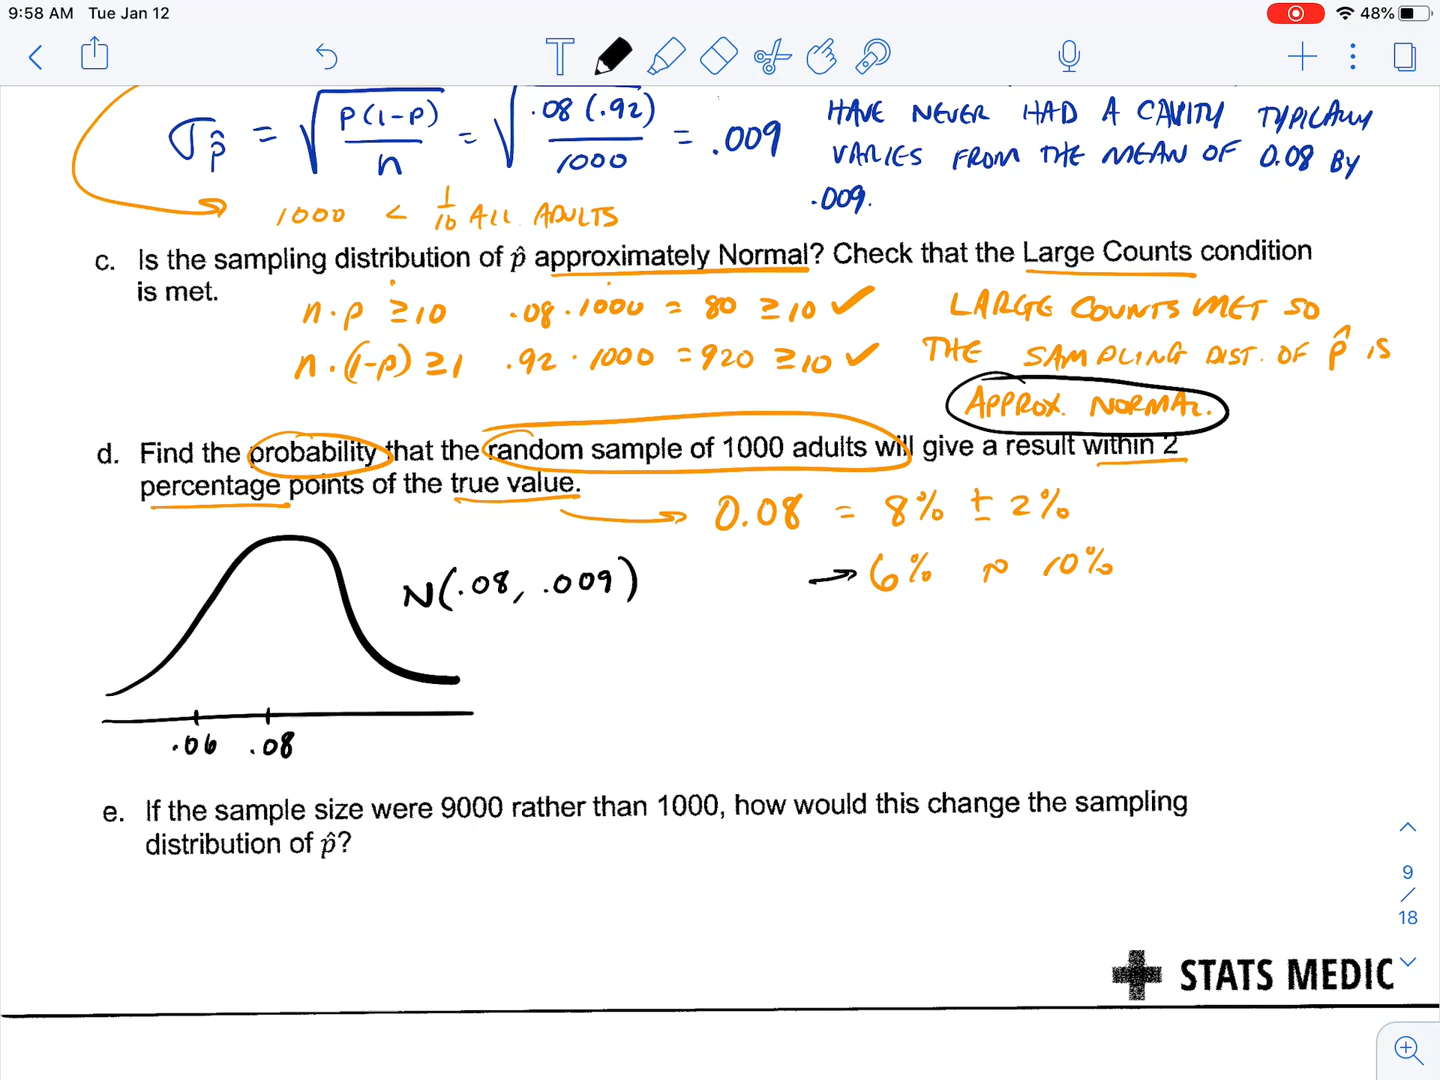 9:58 AM Tue Jan 12 48%
σp̂ = √P(1-P)/n = √.08(.92)/1000 = .009
HAVE NEVER HAD A CAVITY TYPICALLY
VARIES FROM THE MEAN OF 0.08 BY
.009.
1000 < 1/10 ALL ADULTS
c. Is the sampling distribution of p̂ approximately Normal? Check that the Large Counts condition
is met.
n·p ≥10 .08 · 1000 = 80 ≥10 ✓
n·(1-p) ≥1 .92 · 1000 = 920 ≥10 ✓
LARGE COUNTS MET SO
THE SAMPLING DIST. OF p̂ IS
APPROX. NORMAL.
d. Find the probability that the random sample of 1000 adults will give a result within 2
percentage points of the true value.
0.08 = 8% ± 2%
→ 6% ~ 10%
N(.08, .009)
.06 .08
e. If the sample size were 9000 rather than 1000, how would this change the sampling
distribution of p̂?
9
/
18
STATS MEDIC